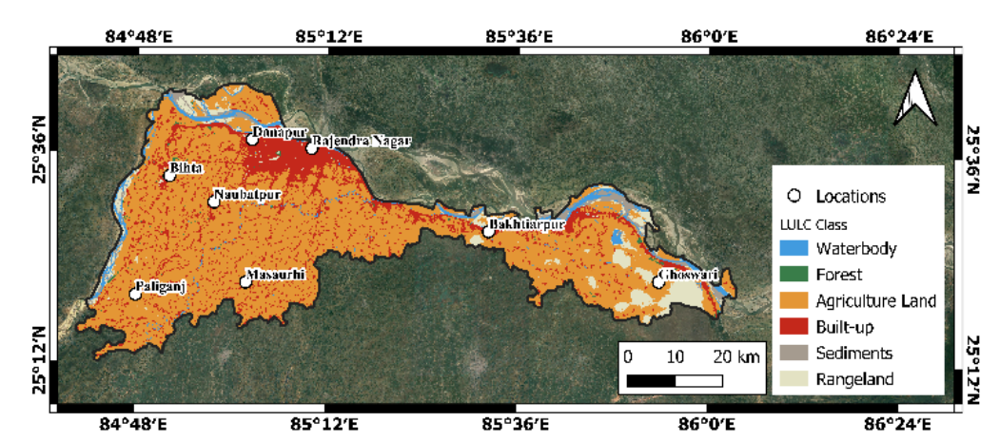 84°48′E 85°12′E 85°36′E 86°0′E 86°24′E
25°36′N
25°36′N
Danapur
Rajendra Nagar
Bihta
Naubatpur
Bakhtiarpur
Masaurhi
Ghoswari
Paliganj
Locations
LULC Class
Waterbody
Forest
Agriculture Land
Built-up
Sediments
Rangeland
0 10 20 km
25°12′N
25°12′N
84°48′E 85°12′E 85°36′E 86°0′E 86°24′E